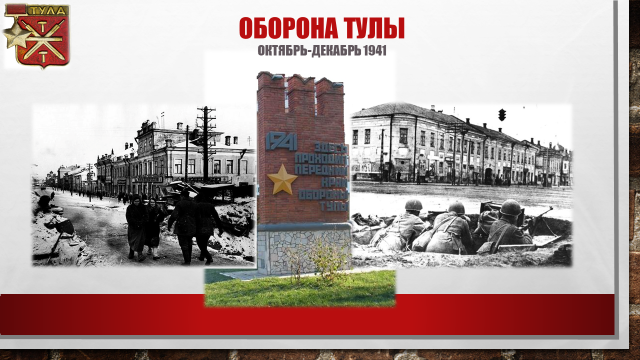 ТУЛА
ОБОРОНА ТУЛЫ
ОКТЯБРЬ-ДЕКАБРЬ 1941
1941 ЗДЕСЬ
ПРОХОДИЛ
ПЕРЕДНИЙ
КРАЙ
ОБОРОНЫ
ТУЛЫ